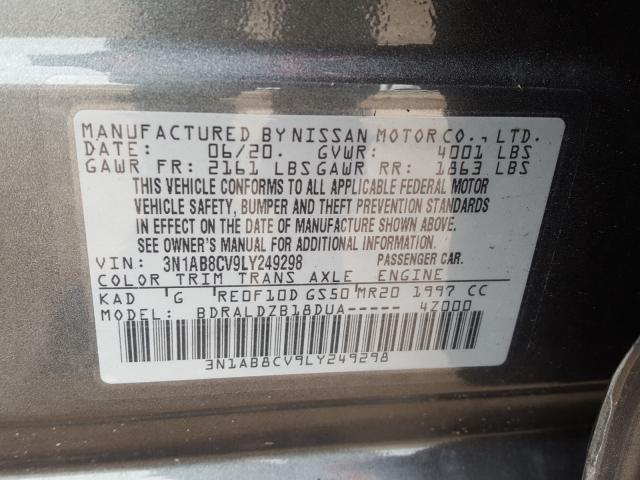 MANUFACTURED BY NISSAN MOTOR CO., LTD.
DATE: 06/20. GVWR: 4001 LBS
GAWR FR: 2161 LBS GAWR RR: 1863 LBS
THIS VEHICLE CONFORMS TO ALL APPLICABLE FEDERAL MOTOR
VEHICLE SAFETY, BUMPER AND THEFT PREVENTION STANDARDS
IN EFFECT ON THE DATE OF MANUFACTURE SHOWN ABOVE.
SEE OWNER'S MANUAL FOR ADDITIONAL INFORMATION.
VIN: 3N1AB8CV9LY249298 PASSENGER CAR.
COLOR TRIM TRANS AXLE ENGINE
KAD G RE0F10D GS50 MR20 1997 CC
MODEL: BDRALDZB18DUA----- 4Z000
3N1AB8CV9LY249298